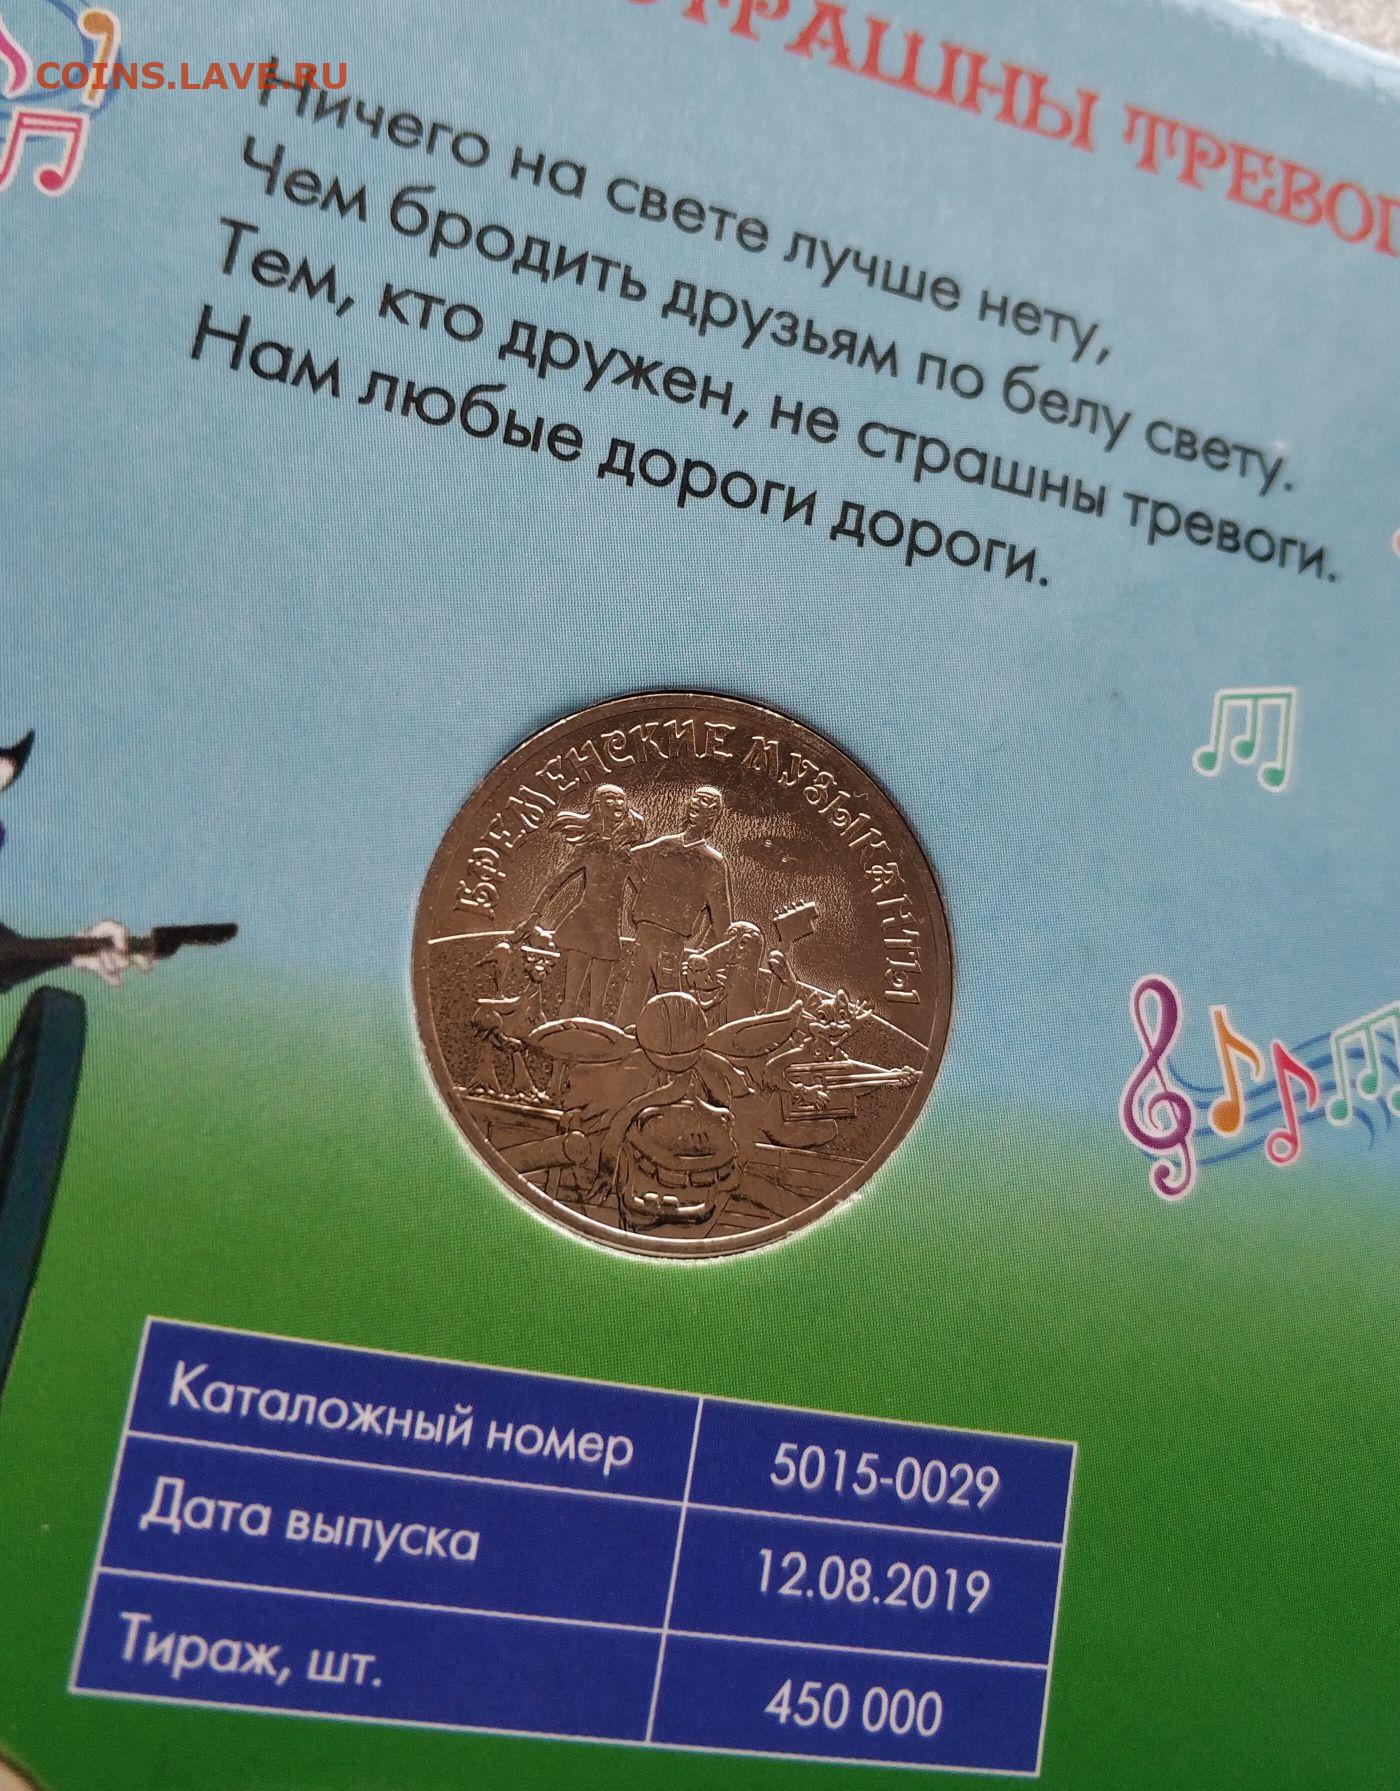 COINS.LAVE.RU
СТРАШНЫ ТРЕВОГ
Ничего на свете лучше нету,
Чем бродить друзьям по белу свету.
Тем, кто дружен, не страшны тревоги.
Нам любые дороги дороги.
БРЕМЕНСКИЕ МУЗЫКАНТЫ
Каталожный номер 5015-0029
Дата выпуска 12.08.2019
Тираж, шт. 450 000